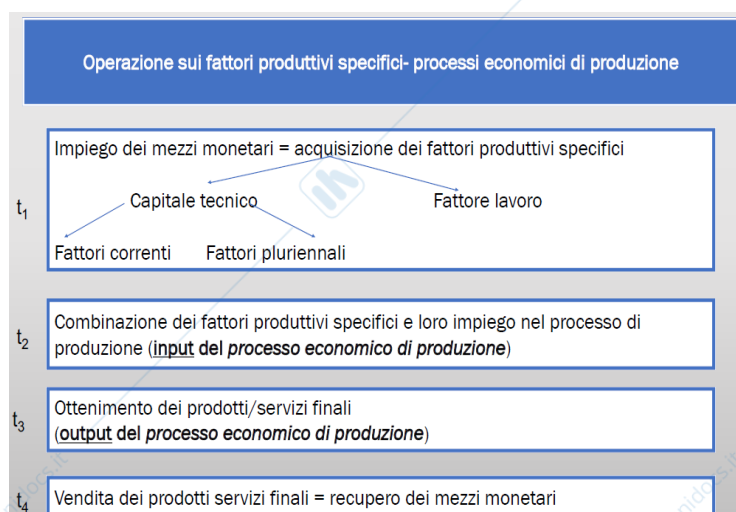 Operazione sui fattori produttivi specifici- processi economici di produzione
Impiego dei mezzi monetari = acquisizione dei fattori produttivi specifici
t1
Capitale tecnico Fattore lavoro
Fattori correnti Fattori pluriennali
t2
Combinazione dei fattori produttivi specifici e loro impiego nel processo di
produzione (input del processo economico di produzione)
t3
Ottenimento dei prodotti/servizi finali
(output del processo economico di produzione)
t4
Vendita dei prodotti servizi finali = recupero dei mezzi monetari